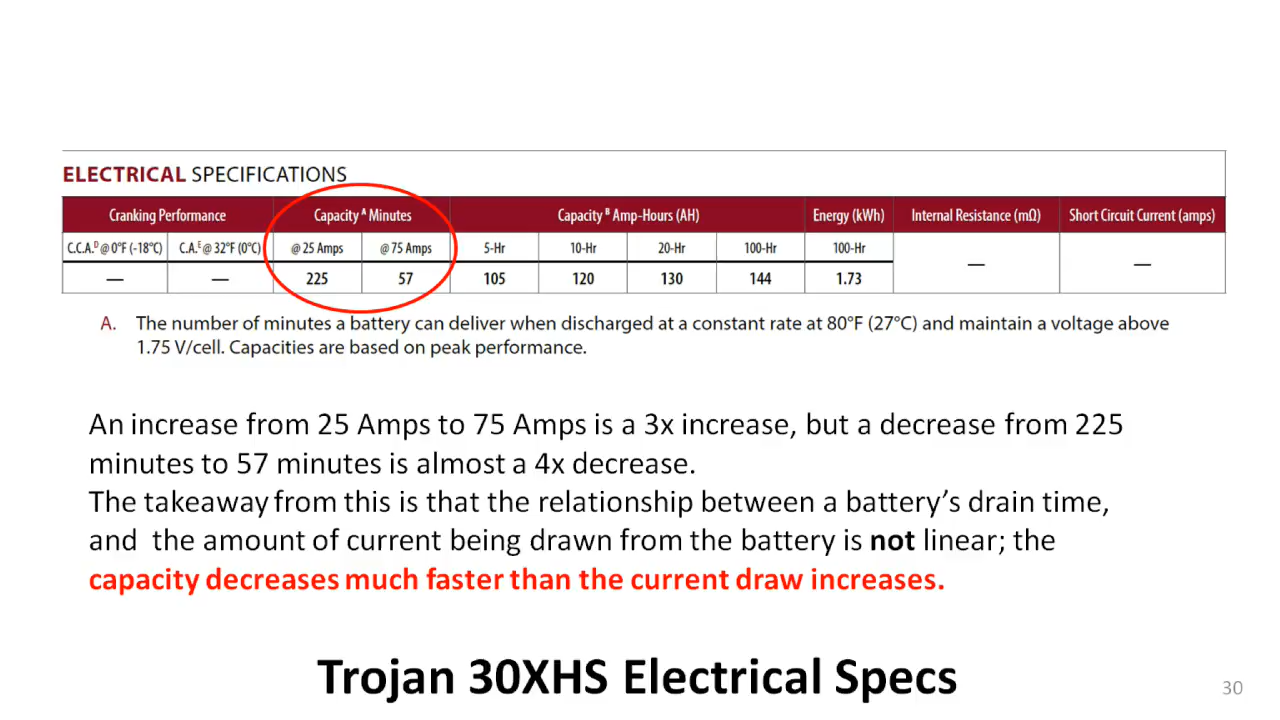 ELECTRICAL SPECIFICATIONS
Cranking Performance Capacity A Minutes Capacity B Amp-Hours (AH) Energy (kWh) Internal Resistance (mΩ) Short Circuit Current (amps)
C.C.A.D @ 0°F (-18°C) C.A.E @ 32°F (0°C) @ 25 Amps @ 75 Amps 5-Hr 10-Hr 20-Hr 100-Hr 100-Hr — —
— — 225 57 105 120 130 144 1.73
A. The number of minutes a battery can deliver when discharged at a constant rate at 80°F (27°C) and maintain a voltage above
1.75 V/cell. Capacities are based on peak performance.
An increase from 25 Amps to 75 Amps is a 3x increase, but a decrease from 225
minutes to 57 minutes is almost a 4x decrease.
The takeaway from this is that the relationship between a battery’s drain time,
and the amount of current being drawn from the battery is not linear; the
capacity decreases much faster than the current draw increases.
Trojan 30XHS Electrical Specs
30